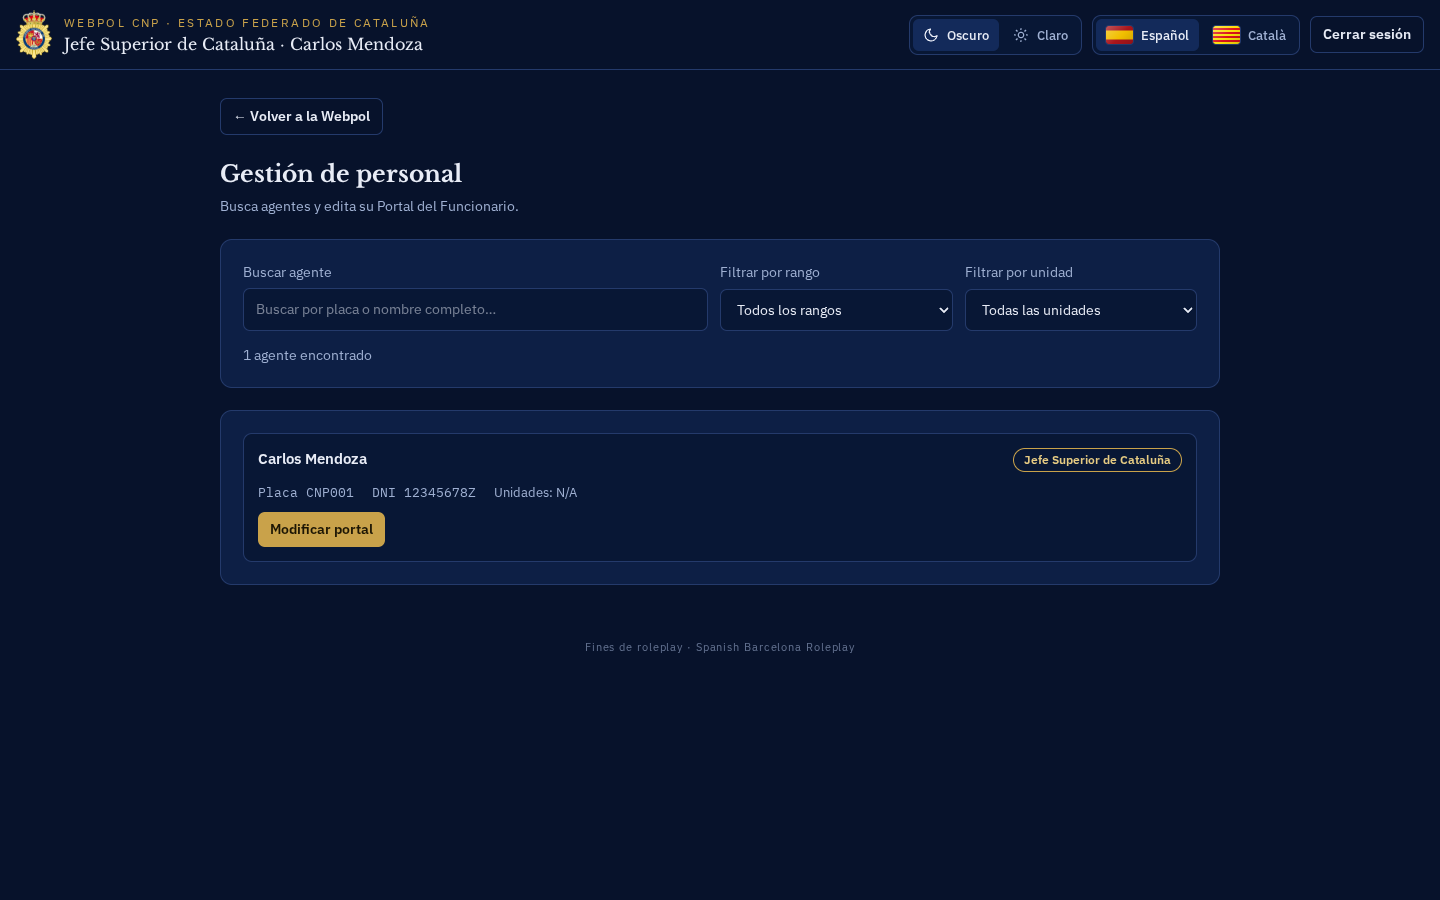 WEBPOL CNP · ESTADO FEDERADO DE CATALUÑA
Jefe Superior de Cataluña · Carlos Mendoza
Oscuro
Claro
Español
Català
Cerrar sesión
← Volver a la Webpol
Gestión de personal
Busca agentes y edita su Portal del Funcionario.
Buscar agente
Filtrar por rango
Filtrar por unidad
Buscar por placa o nombre completo...
Todos los rangos
Todas las unidades
1 agente encontrado
Carlos Mendoza
Jefe Superior de Cataluña
Placa CNP001 DNI 12345678Z Unidades: N/A
Modificar portal
Fines de roleplay · Spanish Barcelona Roleplay